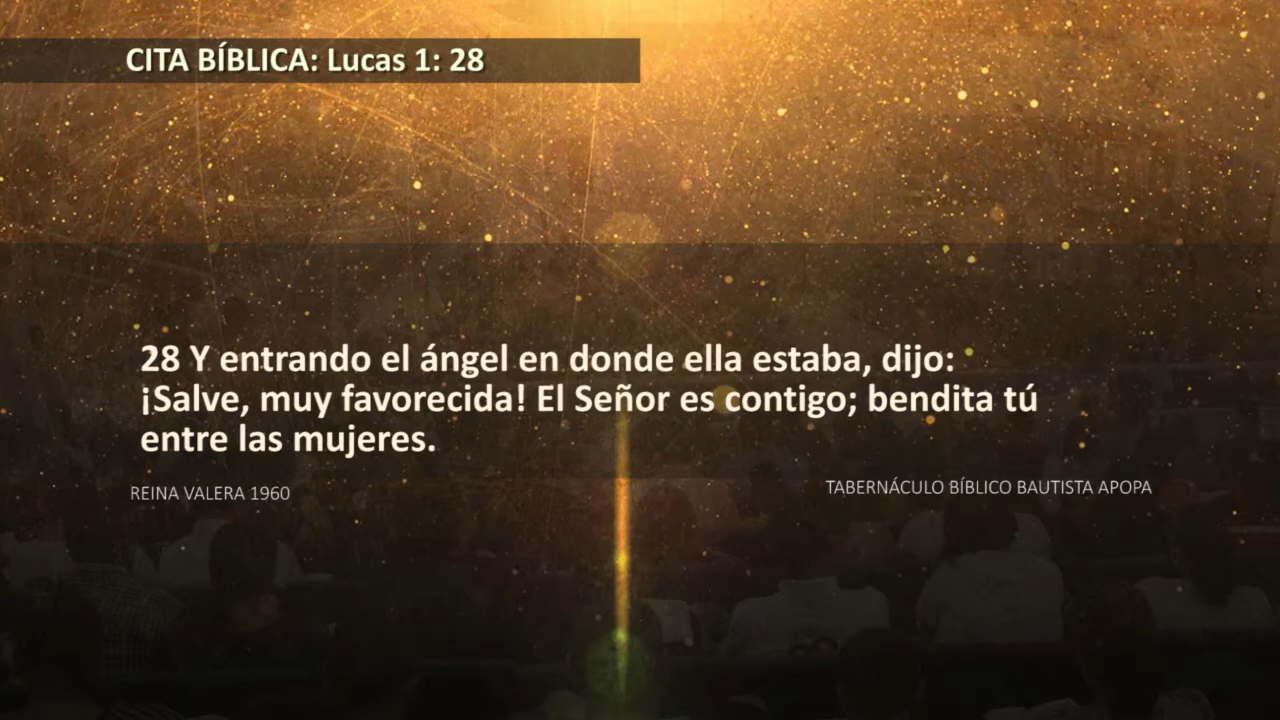 CITA BÍBLICA: Lucas 1: 28
28 Y entrando el ángel en donde ella estaba, dijo:
¡Salve, muy favorecida! El Señor es contigo; bendita tú
entre las mujeres.
REINA VALERA 1960
TABERNÁCULO BÍBLICO BAUTISTA APOPA